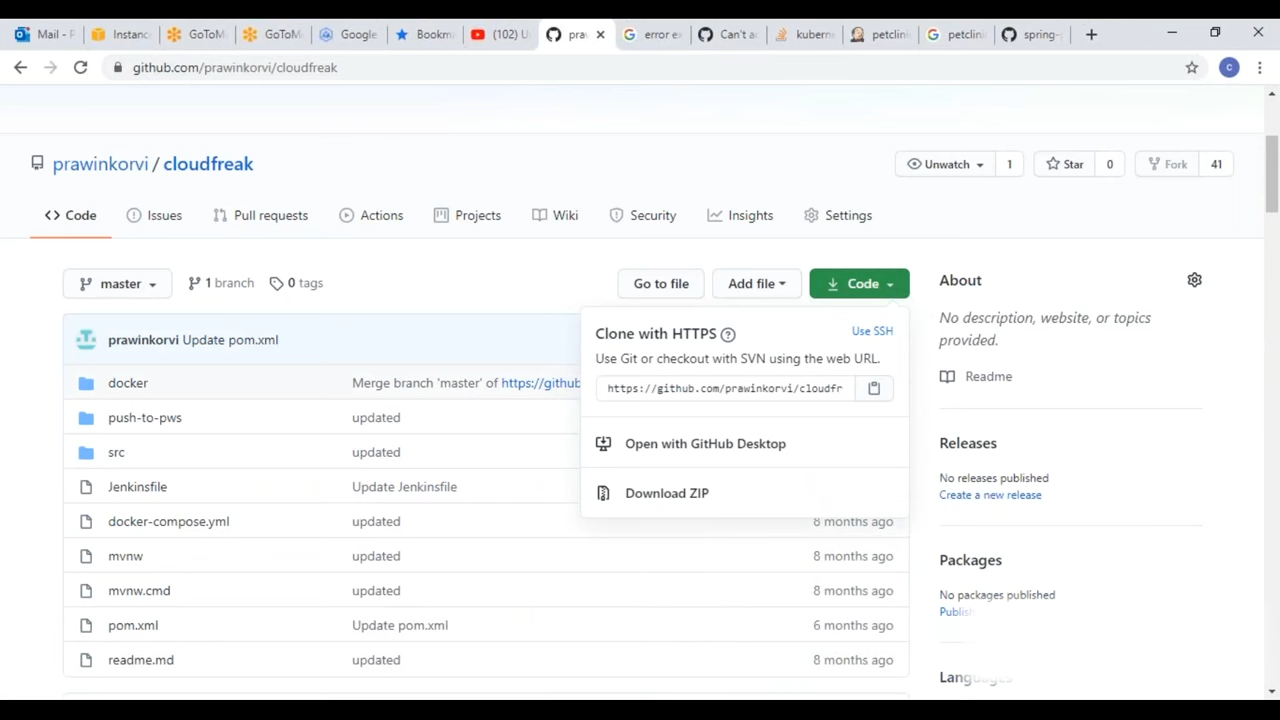 Mail - P
Instanc
GoToMe
GoToMe
Google
Bookm
(102) U
prav
error ex
Can't ac
kuberne
petclini
petclini
spring-p
github.com/prawinkorvi/cloudfreak
c
prawinkorvi / cloudfreak
Unwatch 1
Star 0
Fork 41
<> Code
Issues
Pull requests
Actions
Projects
Wiki
Security
Insights
Settings
master
1 branch
0 tags
Go to file
Add file
Code
About
No description, website, or topics
provided.
Readme
Clone with HTTPS ?
Use SSH
Use Git or checkout with SVN using the web URL.
https://github.com/prawinkorvi/cloudfr
Open with GitHub Desktop
Download ZIP
prawinkorvi Update pom.xml
docker Merge branch 'master' of https://github
push-to-pws updated
src updated
Jenkinsfile Update Jenkinsfile
docker-compose.yml updated 8 months ago
mvnw updated 8 months ago
mvnw.cmd updated 8 months ago
pom.xml Update pom.xml 6 months ago
readme.md updated 8 months ago
Releases
No releases published
Create a new release
Packages
No packages published
Publish
Languages